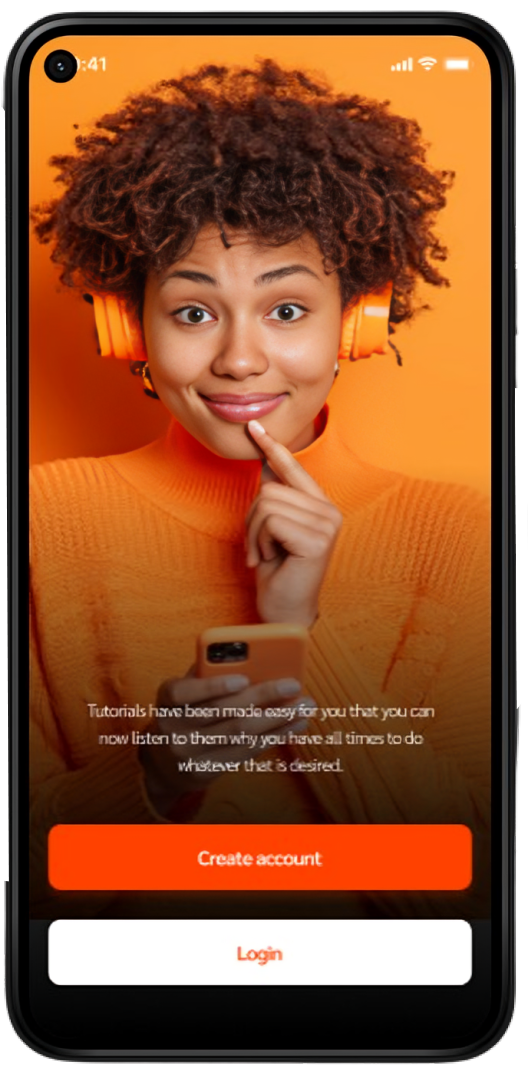 :41
Tutorials have been made easy for you that you can
now listen to them why you have all times to do
whatever that is desired.
Create account
Login